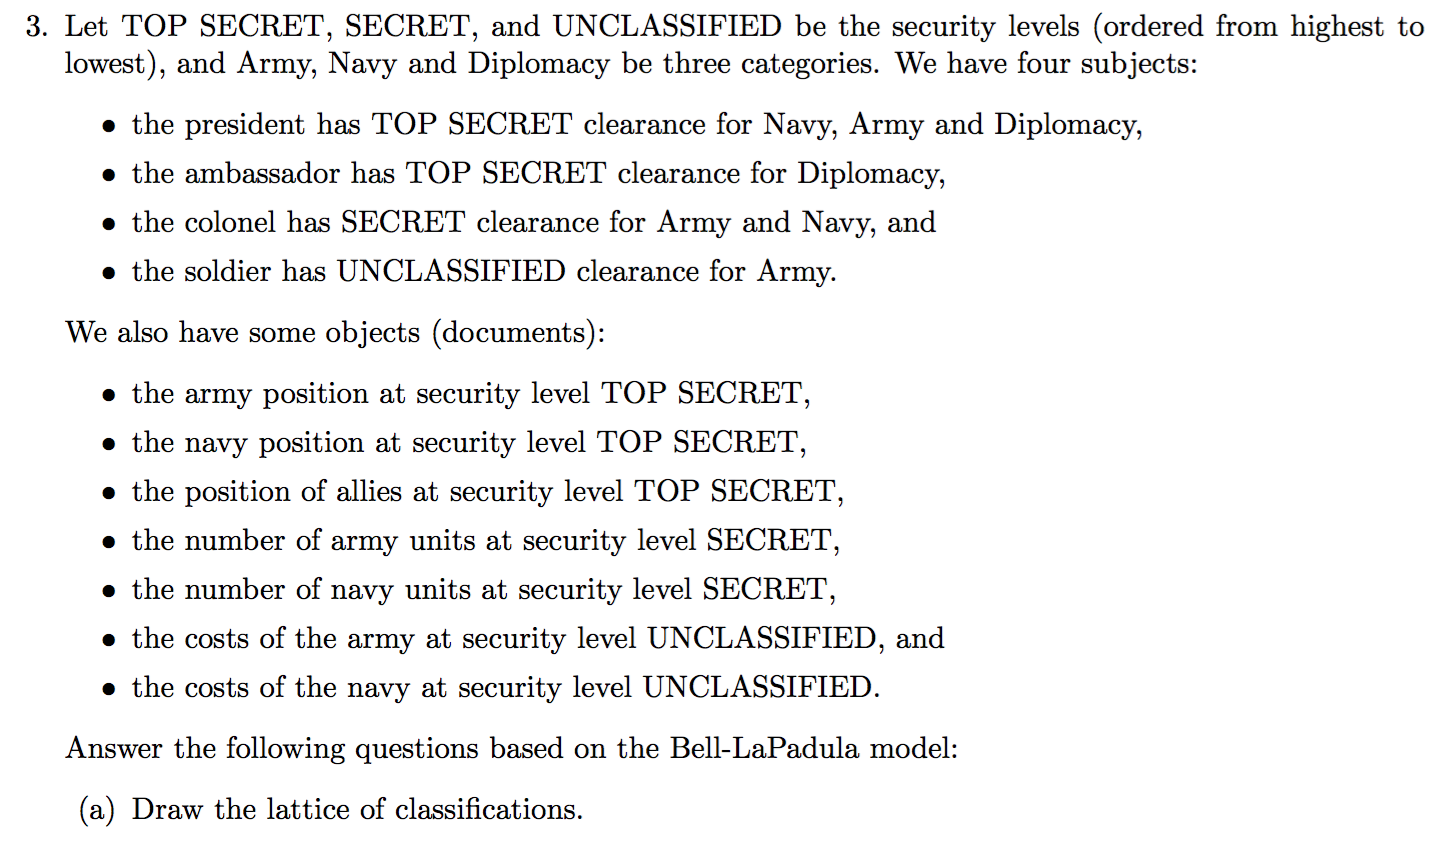 3. Let TOP SECRET, SECRET, and UNCLASSIFIED be the security levels (ordered from highest to
lowest), and Army, Navy and Diplomacy be three categories. We have four subjects:
• the president has TOP SECRET clearance for Navy, Army and Diplomacy,
• the ambassador has TOP SECRET clearance for Diplomacy,
• the colonel has SECRET clearance for Army and Navy, and
• the soldier has UNCLASSIFIED clearance for Army.
We also have some objects (documents):
• the army position at security level TOP SECRET,
• the navy position at security level TOP SECRET,
• the position of allies at security level TOP SECRET,
• the number of army units at security level SECRET,
• the number of navy units at security level SECRET,
• the costs of the army at security level UNCLASSIFIED, and
• the costs of the navy at security level UNCLASSIFIED.
Answer the following questions based on the Bell-LaPadula model:
(a) Draw the lattice of classifications.